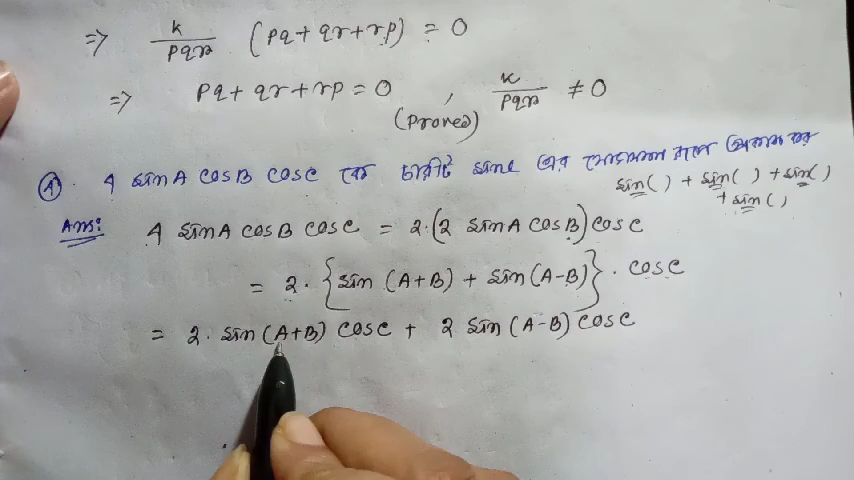 ⇒ k/pqr (pq + qr + rp) = 0
⇒ pq + qr + rp = 0 , k/pqr ≠ 0
(Proved)
(4). 4 sinA cosB cosC কে চারটি sine এর যোগফল রূপে প্রকাশ কর
sin( ) + sin( ) + sin( )
+ sin( )
Ans: 4 sinA cosB cosC = 2·(2 sinA cosB) cosC
= 2·{sin (A+B) + sin(A-B)}· cosC
= 2· sin(A+B) cosC + 2 sin(A-B) cosC